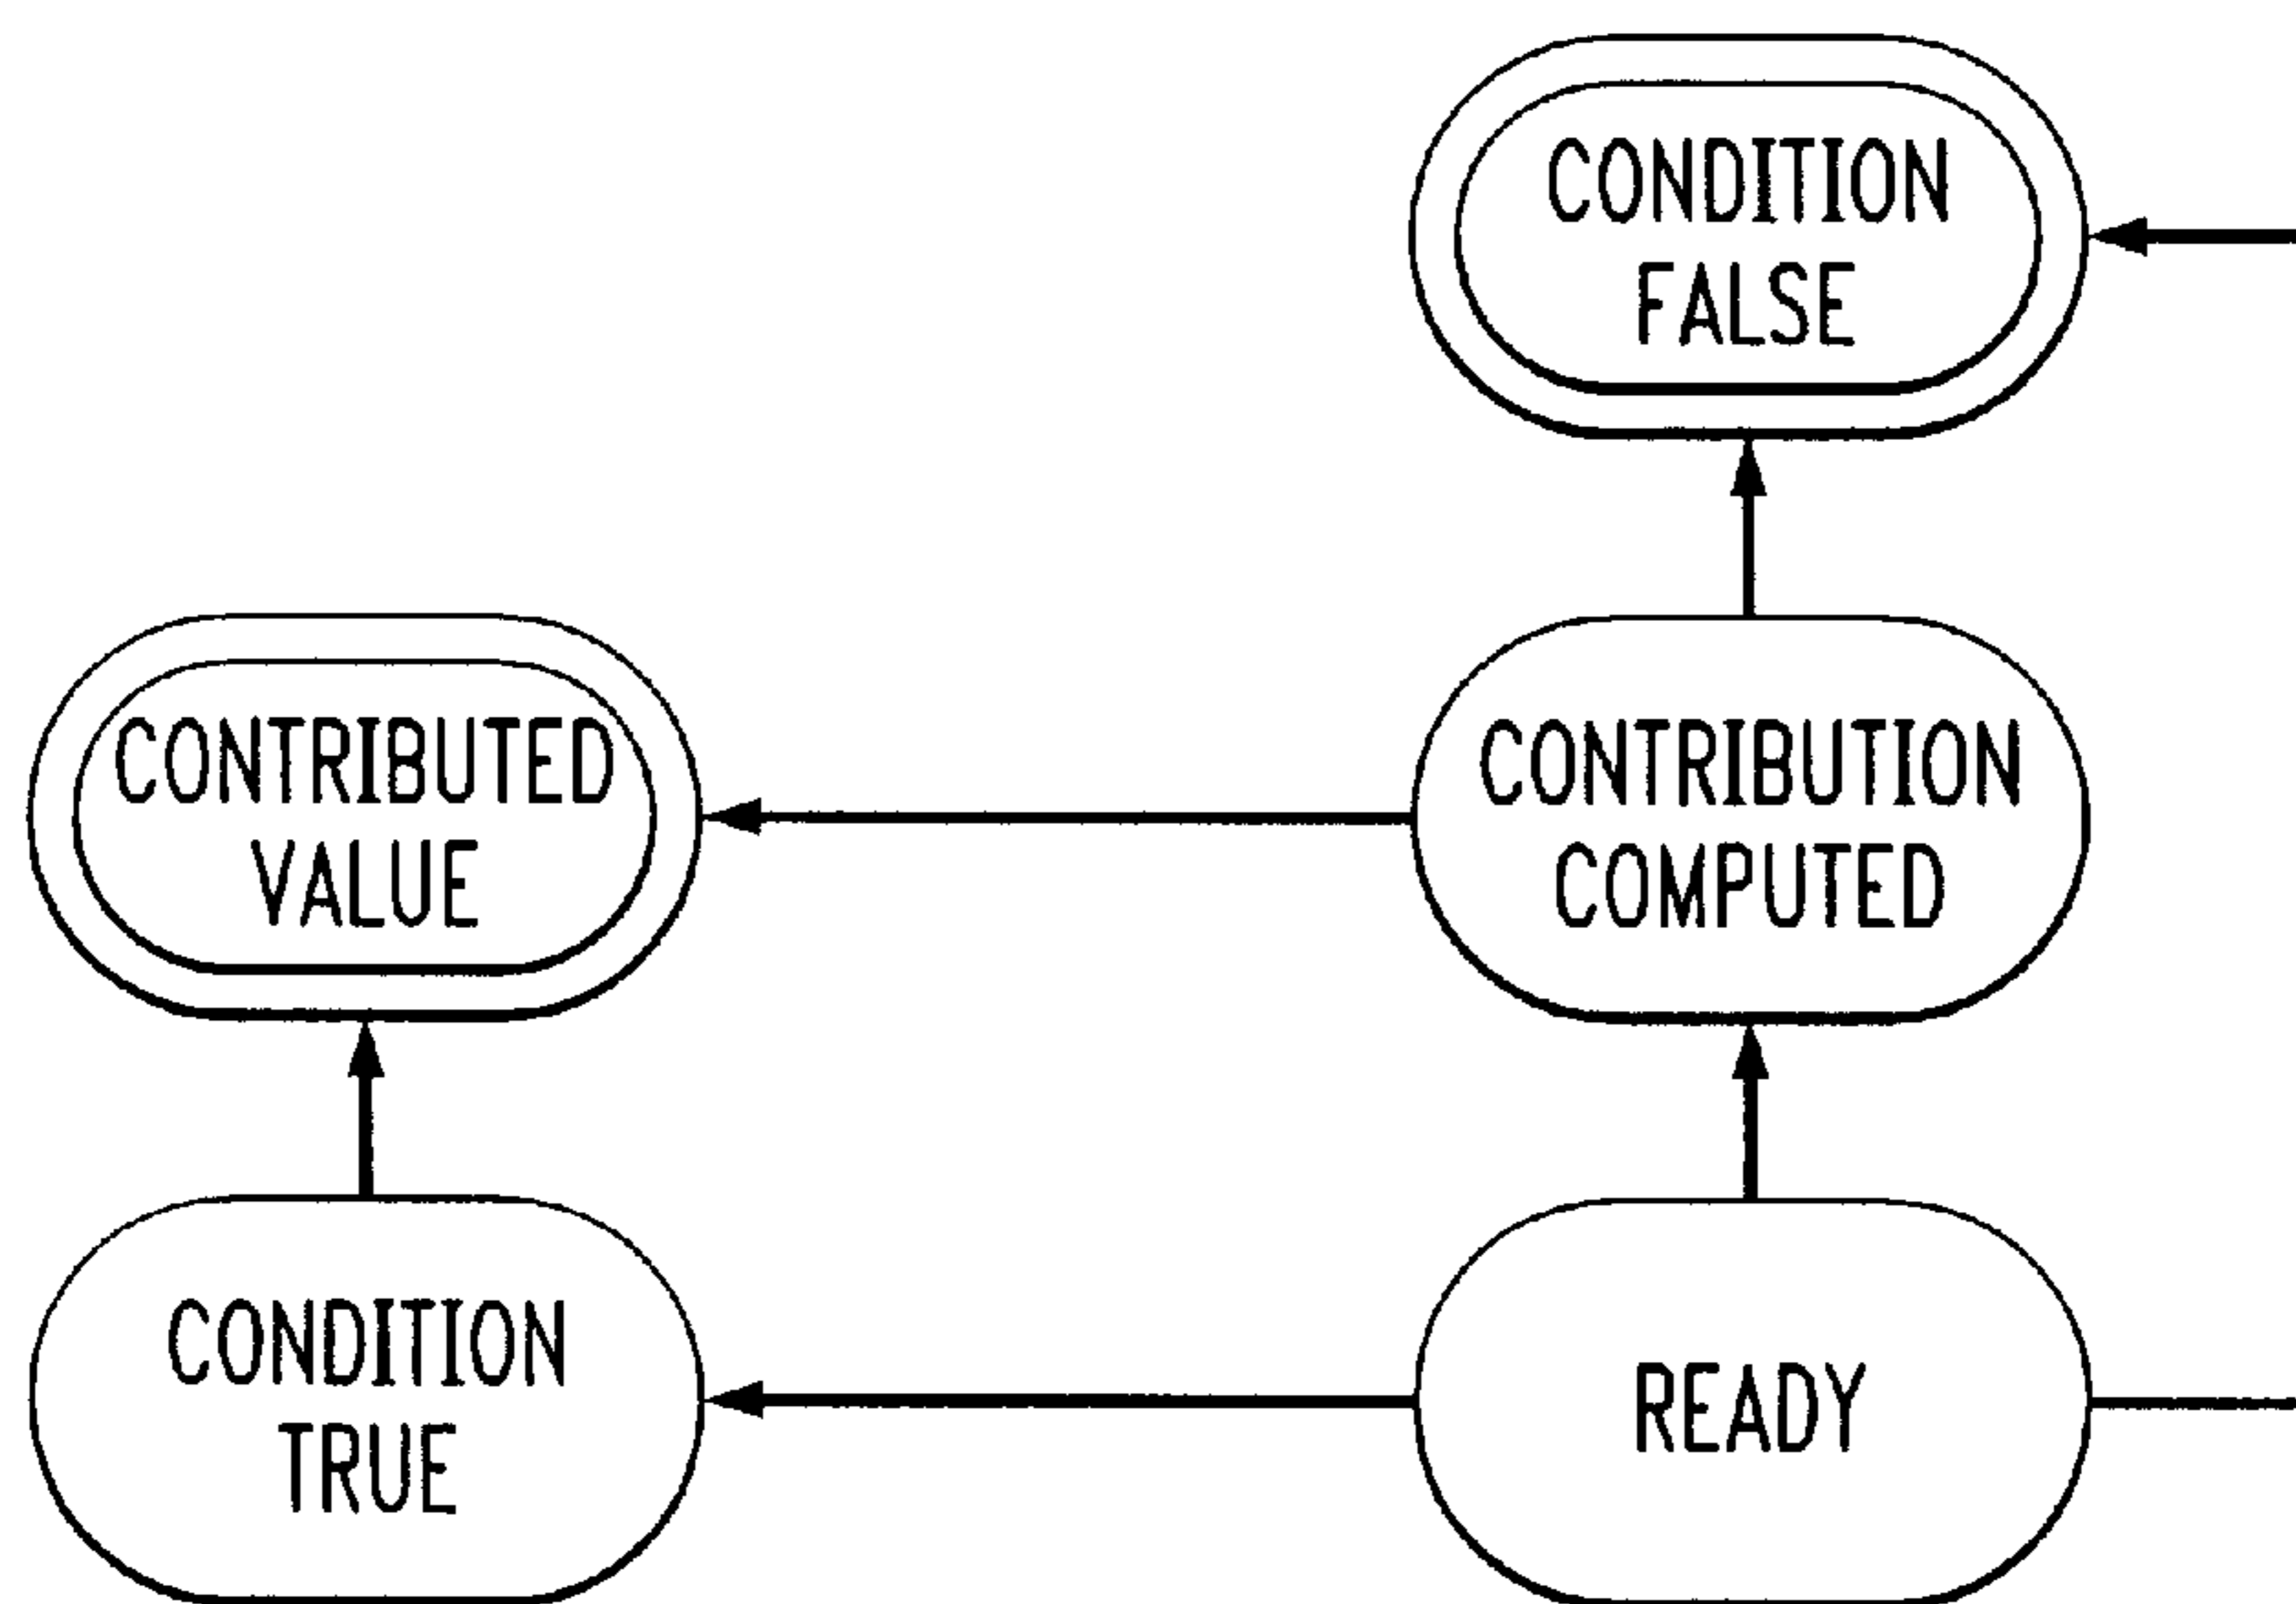 CONDITION
FALSE
CONTRIBUTED
VALUE
CONTRIBUTION
COMPUTED
CONDITION
TRUE
READY